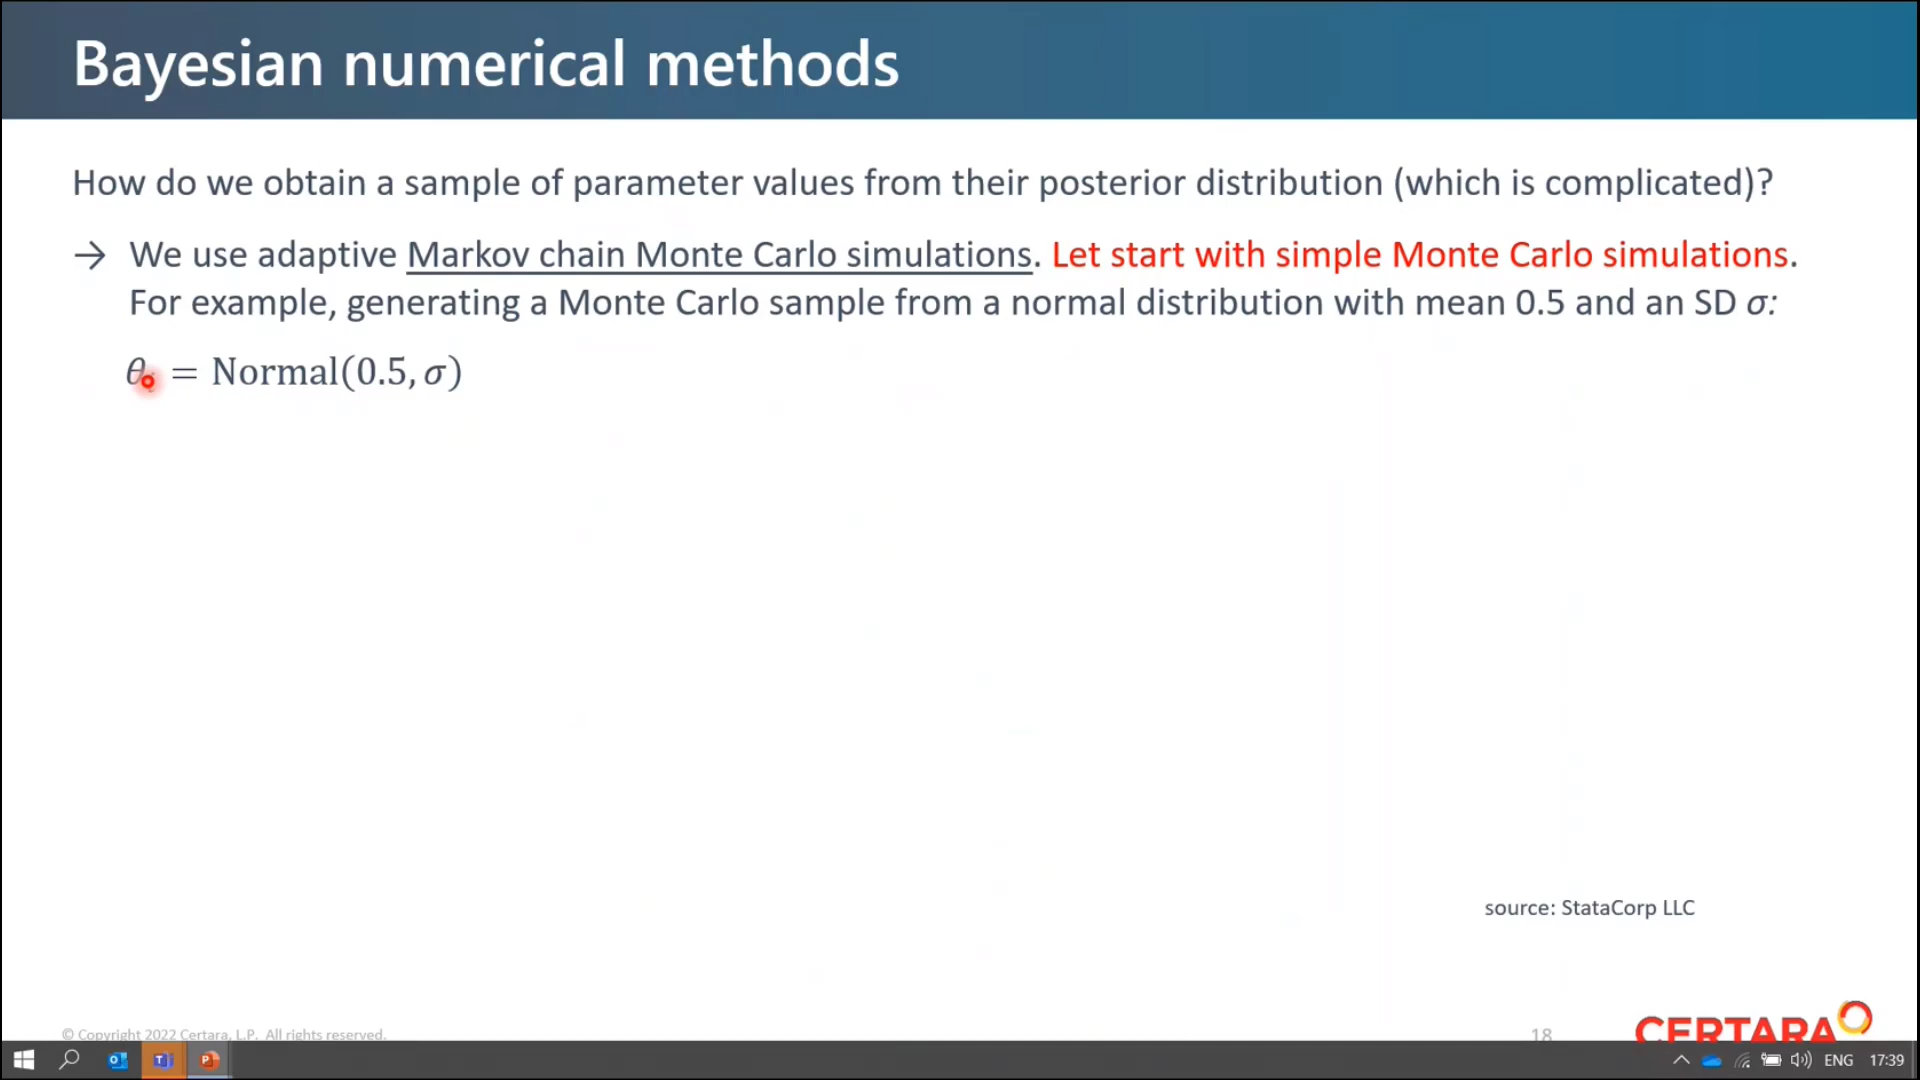 Bayesian numerical methods
How do we obtain a sample of parameter values from their posterior distribution (which is complicated)?
→ We use adaptive Markov chain Monte Carlo simulations. Let start with simple Monte Carlo simulations.
For example, generating a Monte Carlo sample from a normal distribution with mean 0.5 and an SD σ:
θ = Normal(0.5, σ)
source: StataCorp LLC
© Copyright 2022 Certara, L.P. All rights reserved.
18
CERTARA
ENG 17:39